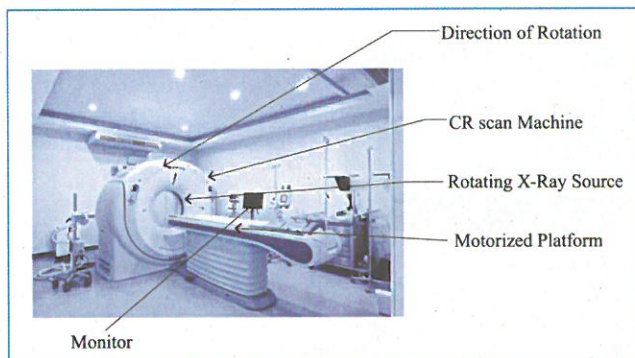 Direction of Rotation
CR scan Machine
Rotating X-Ray Source
Motorized Platform
Monitor